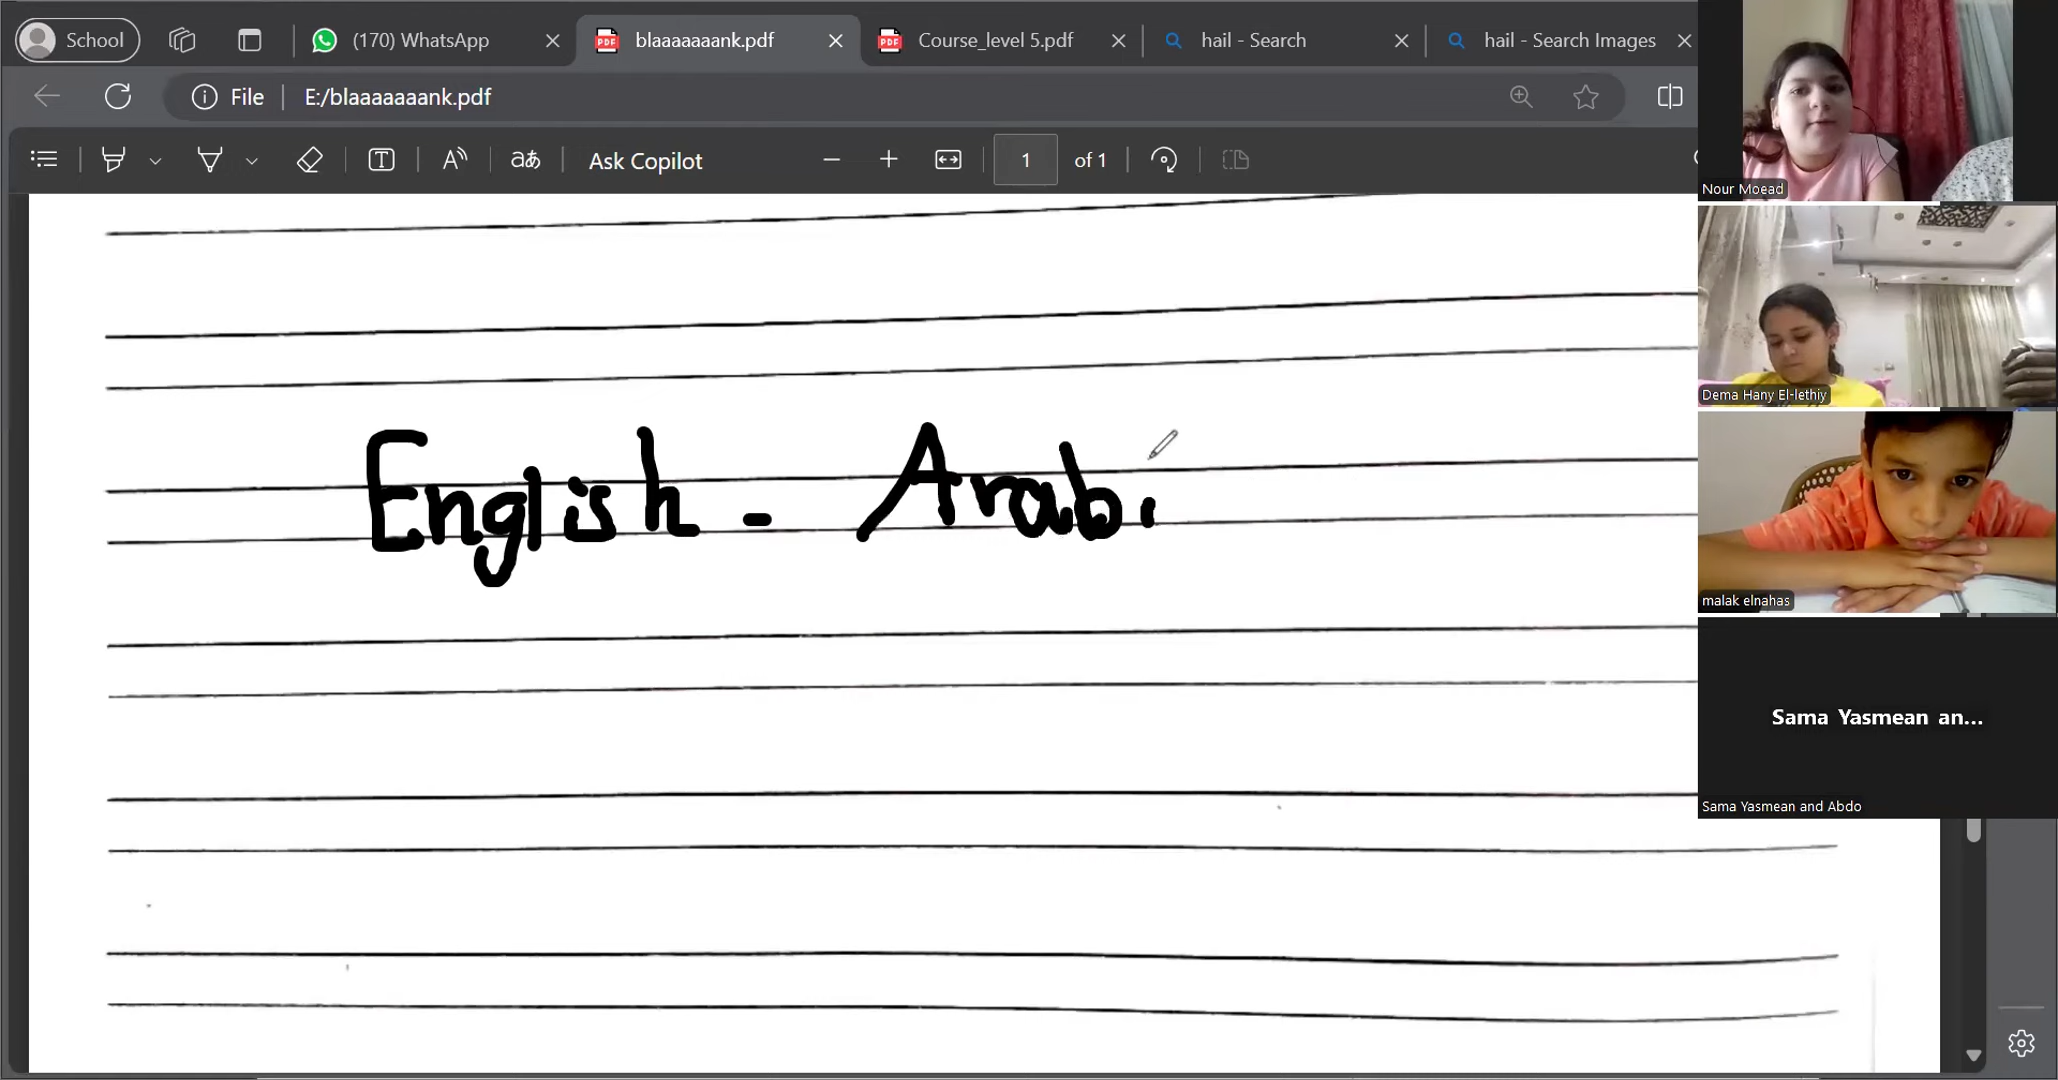 School
(170) WhatsApp
blaaaaaaank.pdf
Course_level 5.pdf
hail - Search
hail - Search Images
File
E:/blaaaaaaank.pdf
Ask Copilot
1
of 1
English - Arabi
Nour Moead
Dema Hany El-lethiy
malak elnahas
Sama Yasmean an...
Sama Yasmean and Abdo